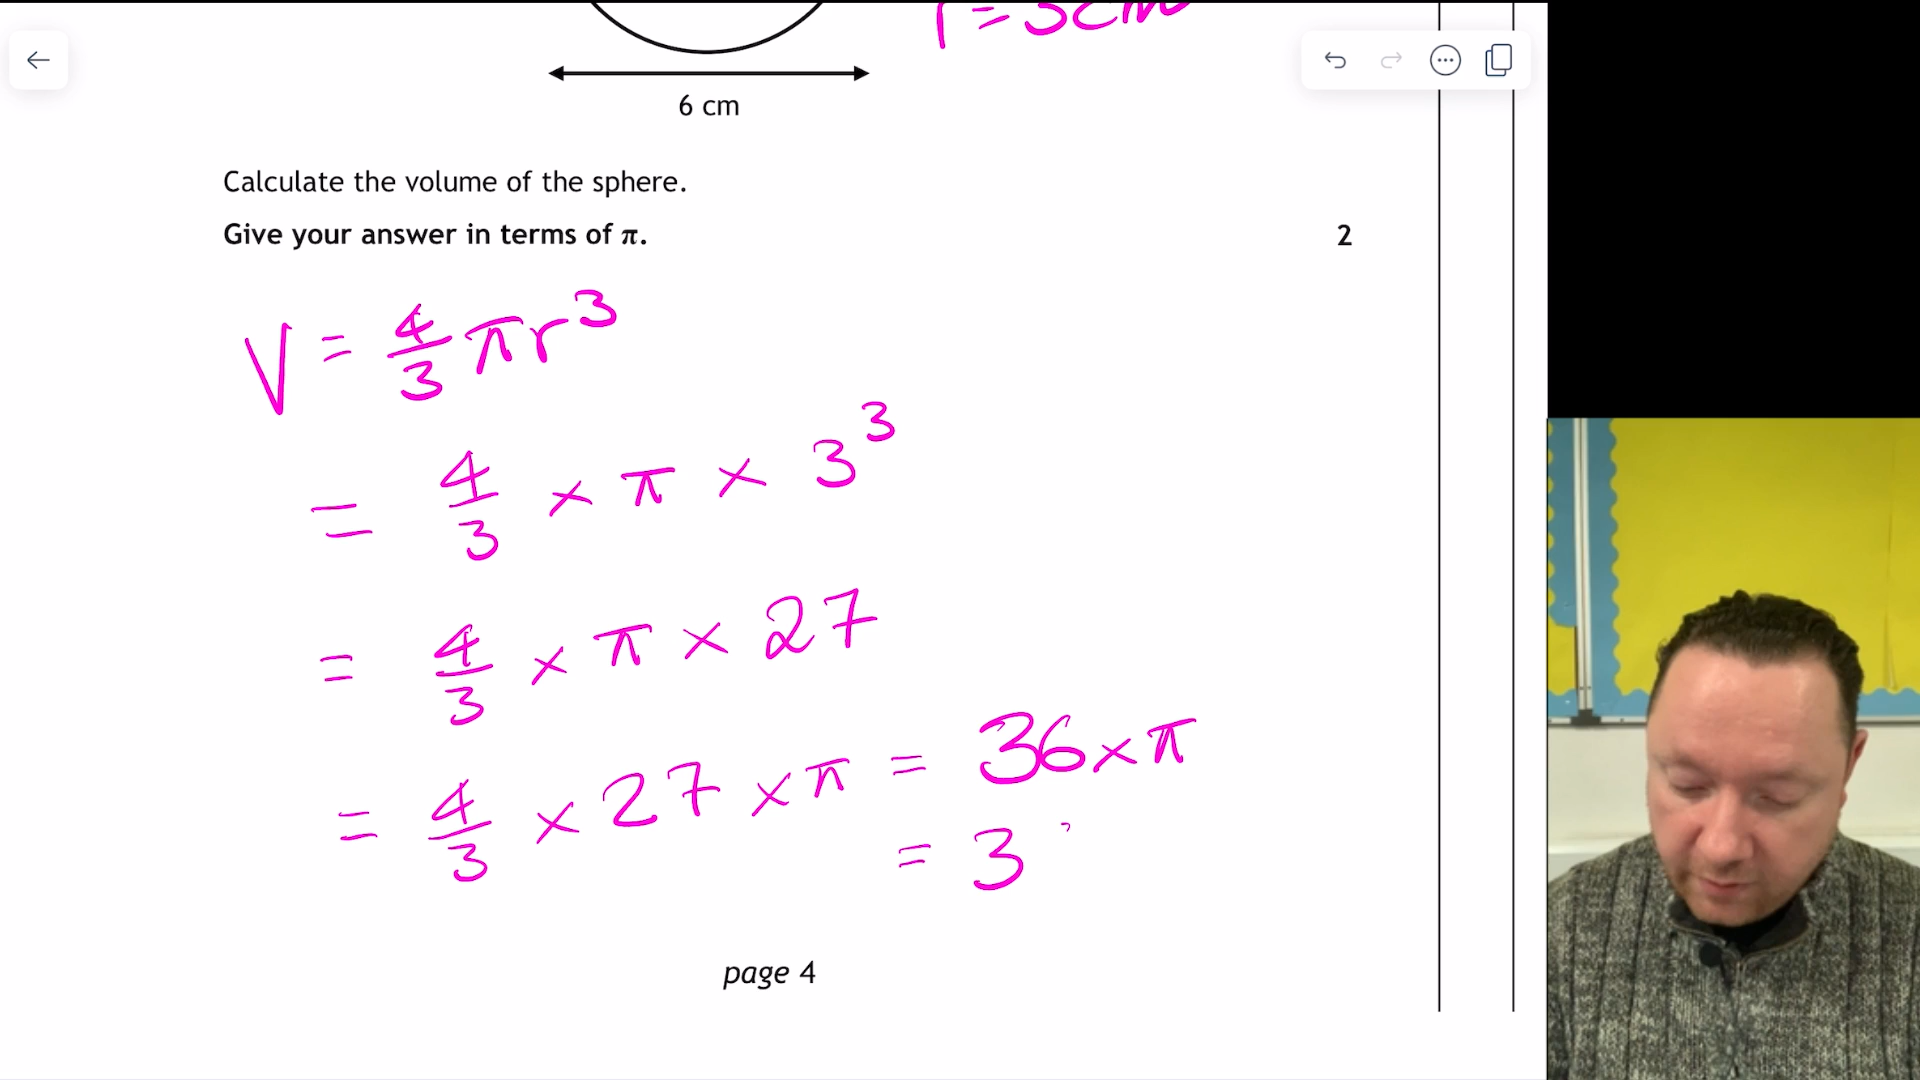 r = 3cm
6 cm
Calculate the volume of the sphere.
Give your answer in terms of π. 2
V = 4/3 πr³
= 4/3 × π × 3³
= 4/3 × π × 27
= 4/3 × 27 × π = 36 × π
= 3
page 4